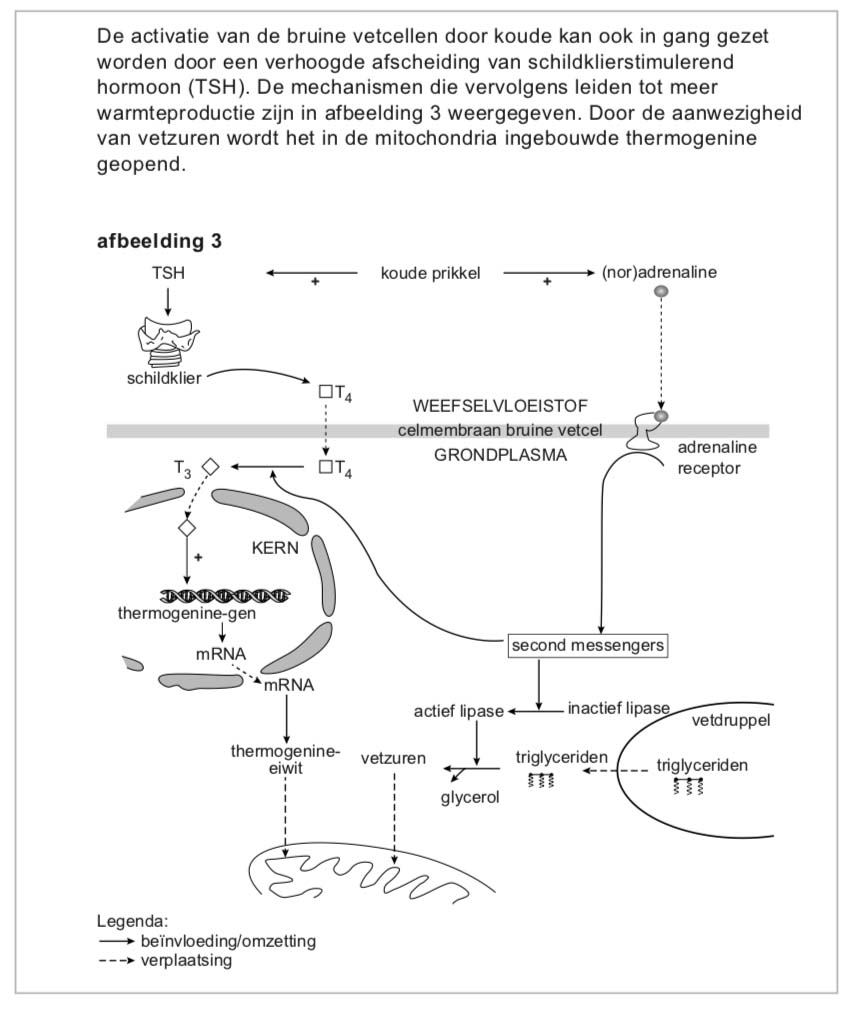 De activatie van de bruine vetcellen door koude kan ook in gang gezet
worden door een verhoogde afscheiding van schildklierstimulerend
hormoon (TSH). De mechanismen die vervolgens leiden tot meer
warmteproductie zijn in afbeelding 3 weergegeven. Door de aanwezigheid
van vetzuren wordt het in de mitochondria ingebouwde thermogenine
geopend.
afbeelding 3
TSH
+
koude prikkel
+
(nor)adrenaline
schildklier
T4
WEEFSELVLOEISTOF
celmembraan bruine vetcel
GRONDPLASMA
adrenaline
receptor
T3
T4
KERN
+
thermogenine-gen
mRNA
second messengers
mRNA
actief lipase
inactief lipase
vetdruppel
thermogenine-
eiwit
vetzuren
triglyceriden
triglyceriden
glycerol
Legenda:
beïnvloeding/omzetting
verplaatsing